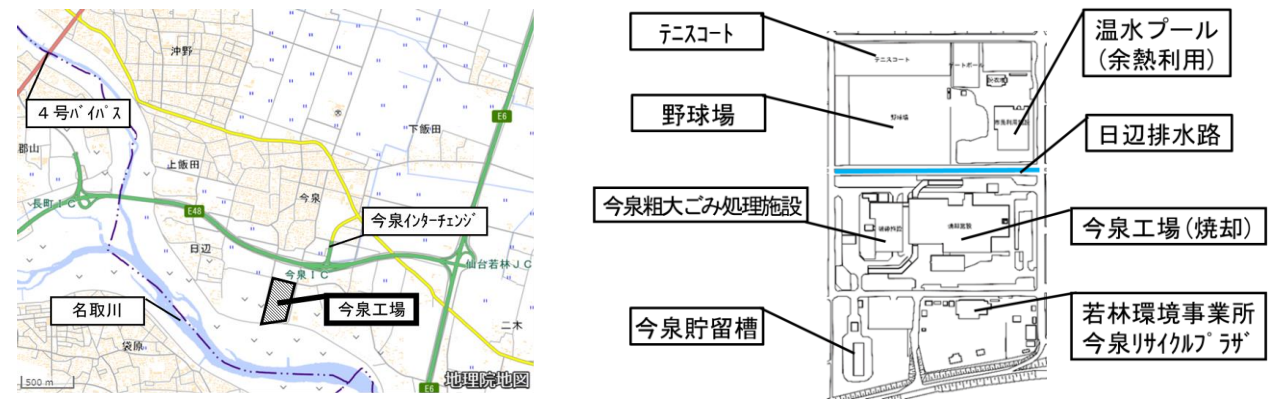 沖野
4号ﾊﾞｲﾊﾟｽ
E6
下飯田
郡山
上飯田
今泉
長町IC
E48
今泉ｲﾝﾀｰﾁｪﾝｼﾞ
日辺
仙台若林JC
今泉IC
名取川
今泉工場
二木
袋原
500 m
E6
地理院地図
ﾃﾆｽｺｰﾄ
温水プール
(余熱利用)
テニスコート
野球場
野球場
日辺排水路
今泉粗大ごみ処理施設
今泉工場(焼却)
今泉貯留槽
若林環境事業所
今泉ﾘｻｲｸﾙﾌﾟﾗｻﾞ